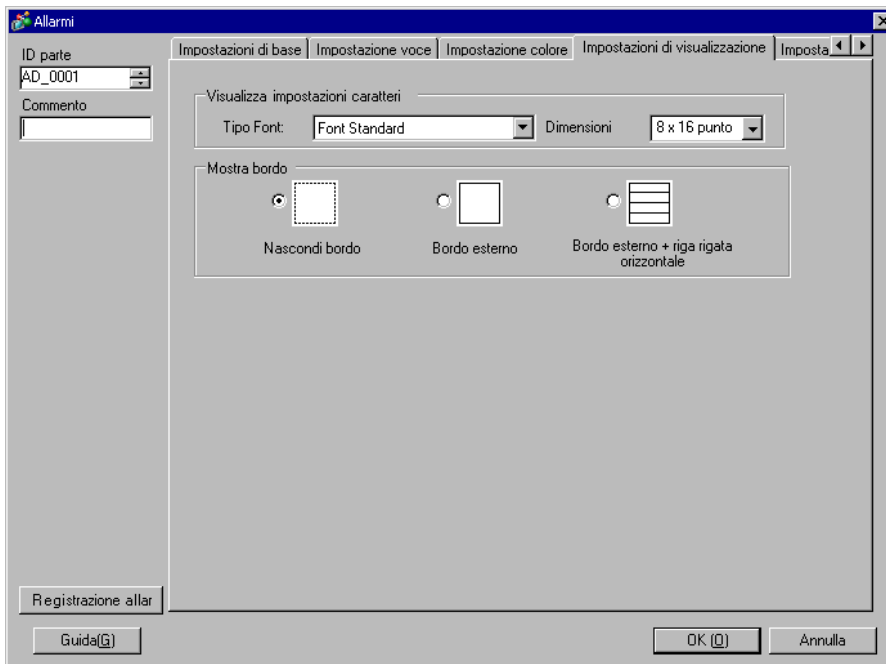 Allarmi
ID parte
AD_0001
Commento
Impostazioni di base
Impostazione voce
Impostazione colore
Impostazioni di visualizzazione
Imposta
Visualizza impostazioni caratteri
Tipo Font:
Font Standard
Dimensioni
8 x 16 punto
Mostra bordo
Nascondi bordo
Bordo esterno
Bordo esterno + riga rigata
orizzontale
Registrazione allar
Guida(G)
OK (O)
Annulla